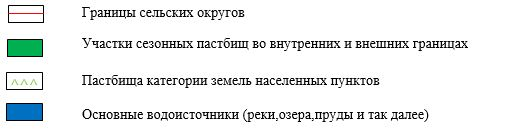 Границы сельских округов
Участки сезонных пастбищ во внутренних и внешних границах
Пастбища категории земель населенных пунктов
Основные водоисточники (реки,озера,пруды и так далее)